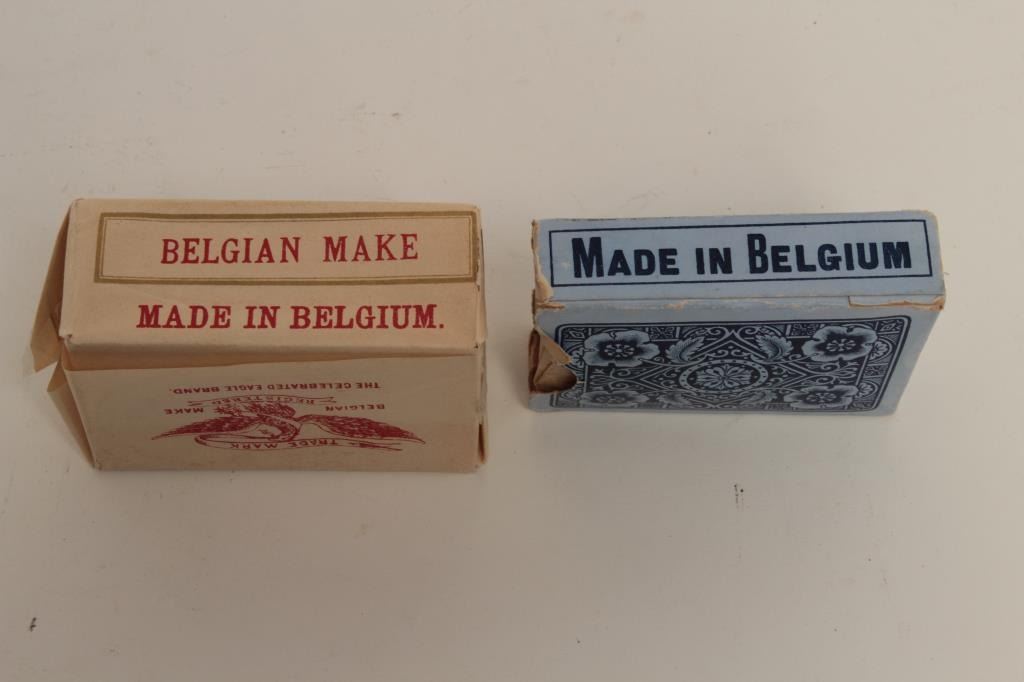 BELGIAN MAKE
MADE IN BELGIUM.
THE CELEBRATED EAGLE BRAND.
BELGIAN MAKE
REGISTERED
TRADE MARK
MADE IN BELGIUM